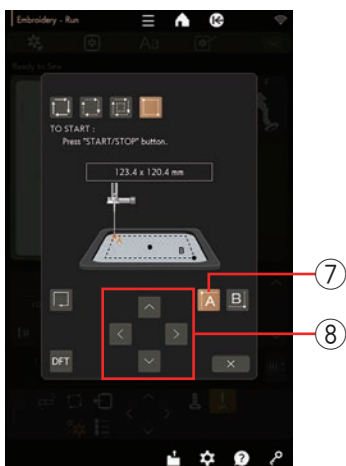 Embroidery - Run
Aa
Ready to Sew
TO START :
Press "START/STOP" button.
123.4 x 120.4 mm
A
B
A
B
7
8
DFT
×
?